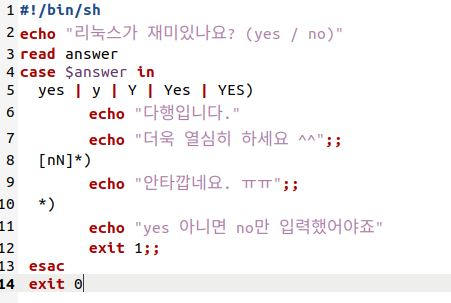 1 #!/bin/sh
2 echo "리눅스가 재미있나요? (yes / no)"
3 read answer
4 case $answer in
5 yes | y | Y | Yes | YES)
6 echo "다행입니다."
7 echo "더욱 열심히 하세요 ^^";;
8 [nN]*)
9 echo "안타깝네요. ㅠㅠ";;
10 *)
11 echo "yes 아니면 no만 입력했어야죠"
12 exit 1;;
13 esac
14 exit 0